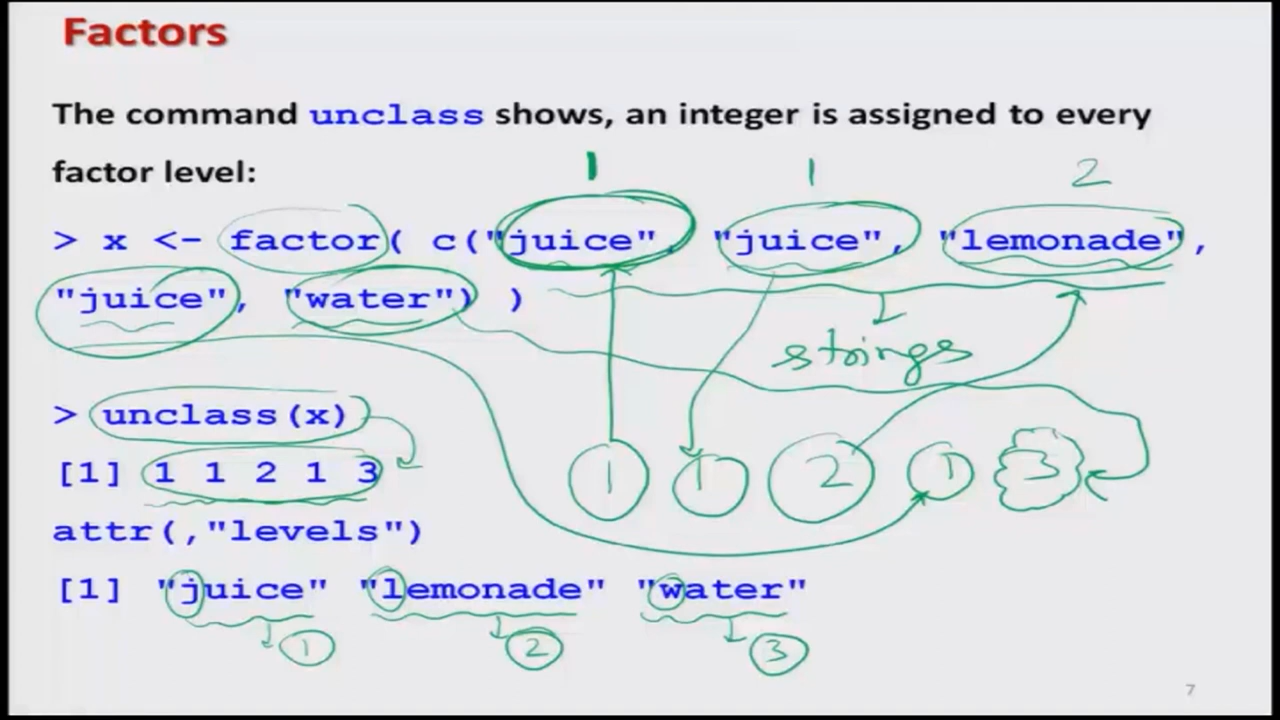 Factors
The command unclass shows, an integer is assigned to every
factor level:
1 1 2
> x <- factor( c("juice", "juice", "lemonade",
"juice", "water") )
strings
> unclass(x)
[1] 1 1 2 1 3
1 1 2 1 3
attr(,"levels")
[1] "juice" "lemonade" "water"
1 2 3
7